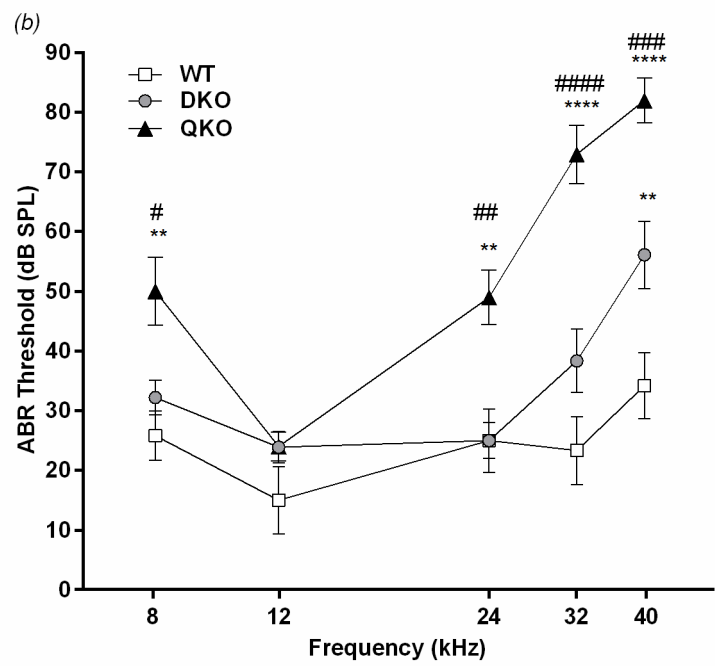 (b)
WT
DKO
QKO
###
****
####
****
#
**
##
**
**
90
80
70
60
50
40
30
20
10
0
ABR Threshold (dB SPL)
8 12 24 32 40
Frequency (kHz)